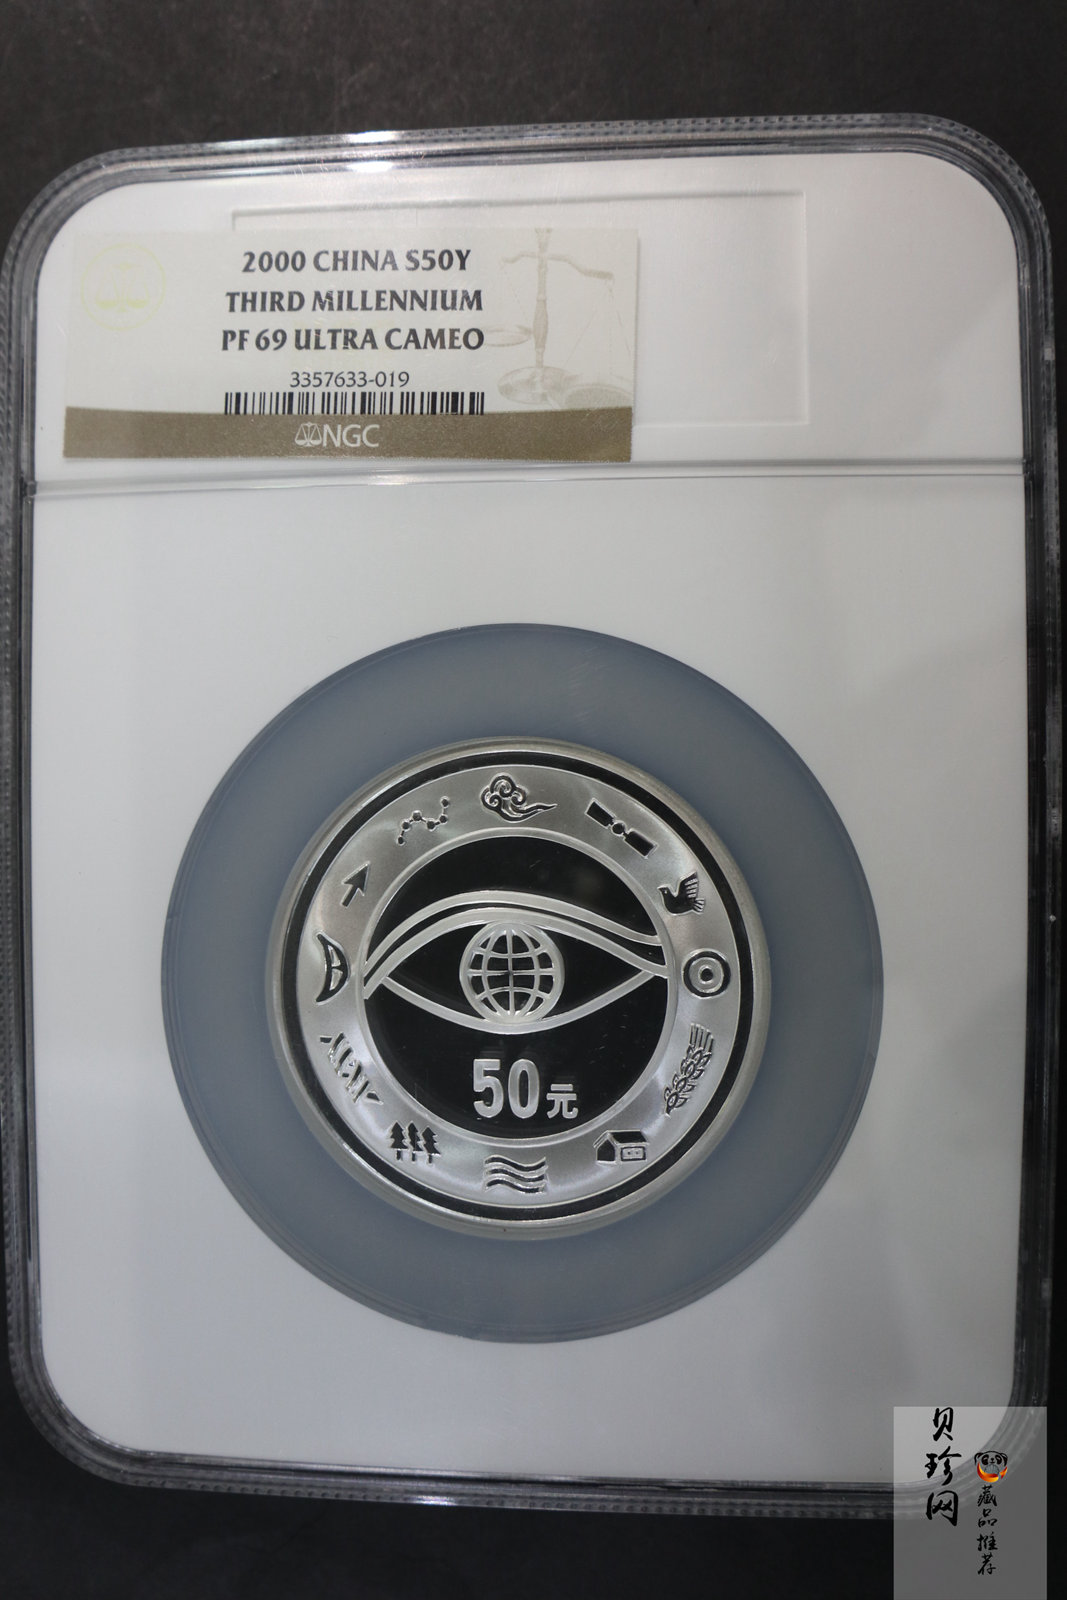 2000 CHINA S50Y
THIRD MILLENNIUM
PF 69 ULTRA CAMEO
3357633-019
NGC
50元
贝珍网
藏品推荐